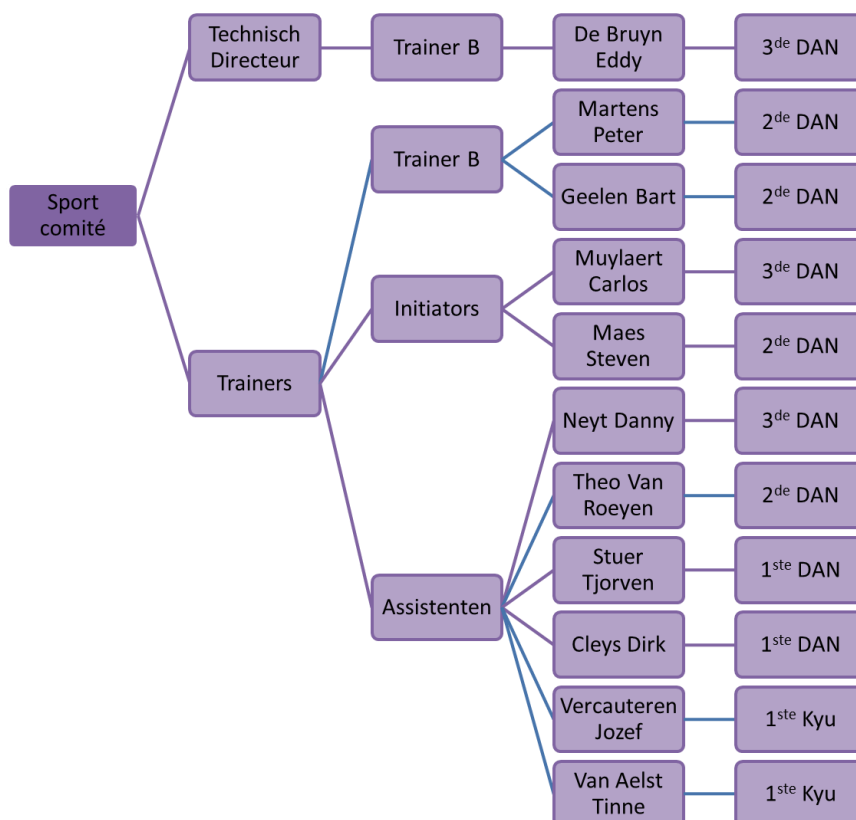 Technisch
Directeur
Trainer B
De Bruyn
Eddy
3de DAN
Trainer B
Martens
Peter
2de DAN
Geelen Bart
2de DAN
Sport
comité
Muylaert
Carlos
3de DAN
Initiators
Maes
Steven
2de DAN
Trainers
Neyt Danny
3de DAN
Theo Van
Roeyen
2de DAN
Stuer
Tjorven
1ste DAN
Assistenten
Cleys Dirk
1ste DAN
Vercauteren
Jozef
1ste Kyu
Van Aelst
Tinne
1ste Kyu